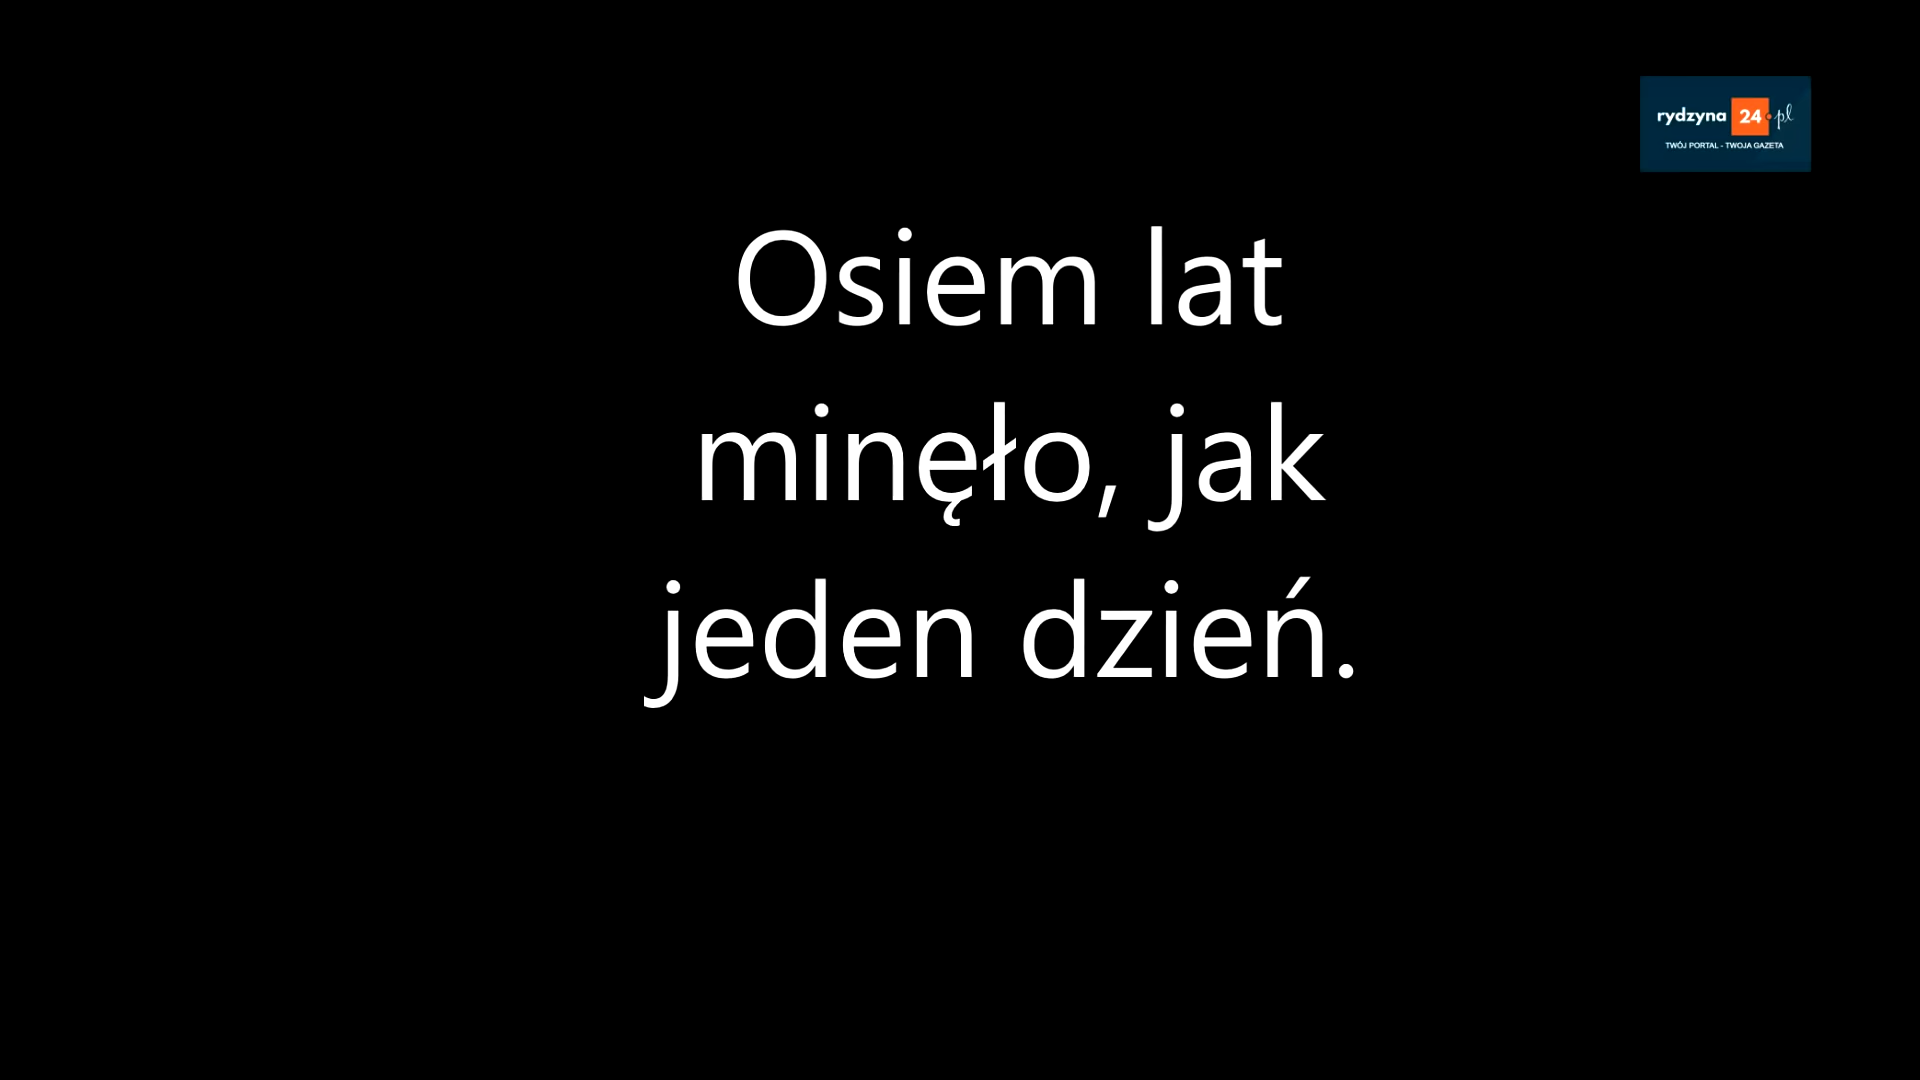 rydzyna 24.pl
TWÓJ PORTAL - TWOJA GAZETA
Osiem lat
minęło, jak
jeden dzień.